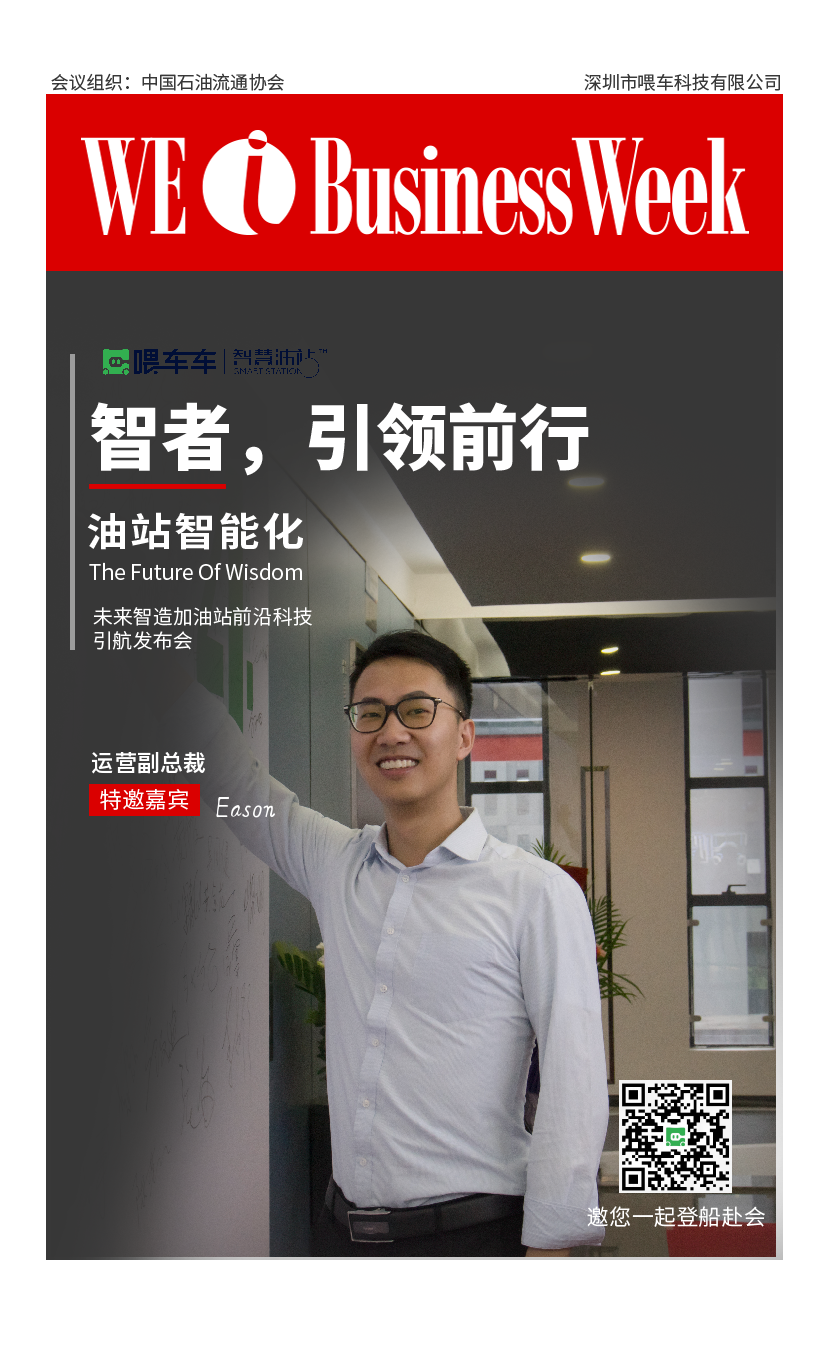 会议组织：中国石油流通协会
深圳市喂车科技有限公司
WE i BusinessWeek
喂车车 智慧油站™
SMART STATION
智者，引领前行
油站智能化
The Future Of Wisdom
未来智造加油站前沿科技
引航发布会
运营副总裁
特邀嘉宾 Eason
邀您一起登船赴会